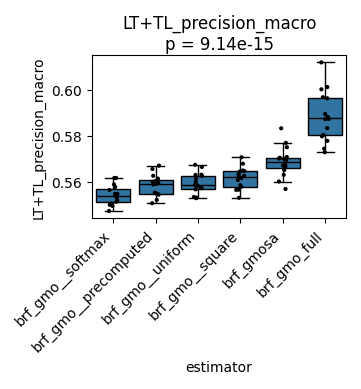 LT+TL_precision_macro
p = 9.14e-15
LT+TL_precision_macro
0.60
0.58
0.56
brf_gmo__softmax
brf_gmo__precomputed
brf_gmo__uniform
brf_gmo__square
brf_gmosa
brf_gmo_full
estimator